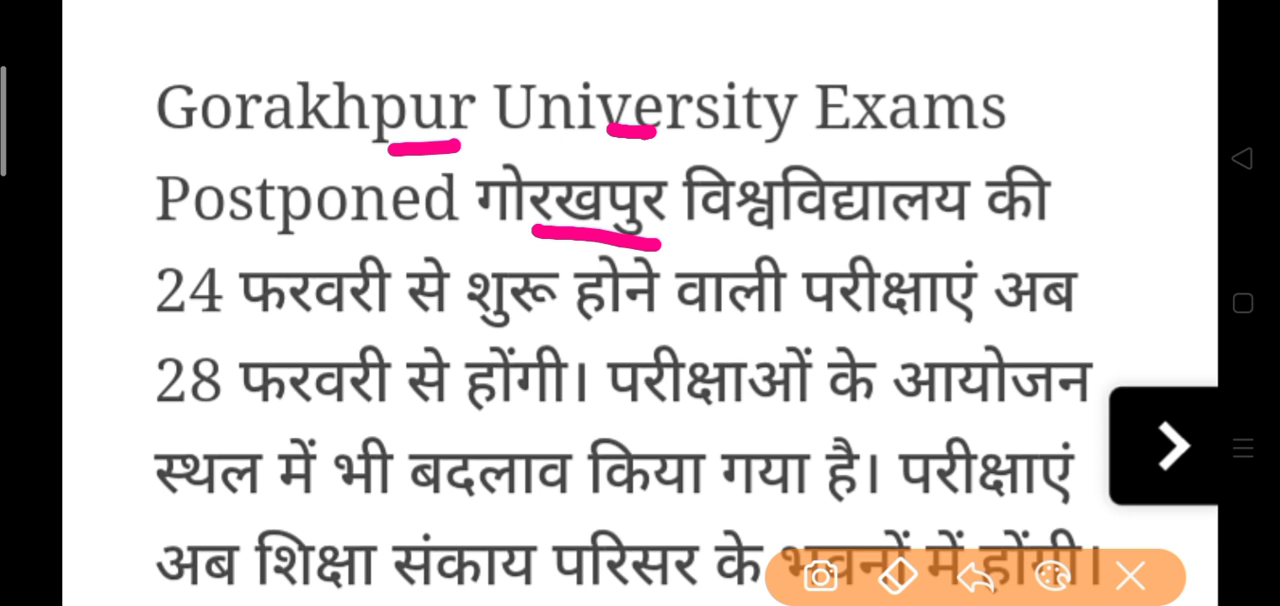 Gorakhpur University Exams
Postponed गोरखपुर विश्वविद्यालय की
24 फरवरी से शुरू होने वाली परीक्षाएं अब
28 फरवरी से होंगी। परीक्षाओं के आयोजन
स्थल में भी बदलाव किया गया है। परीक्षाएं
अब शिक्षा संकाय परिसर के भवनों में होंगी।